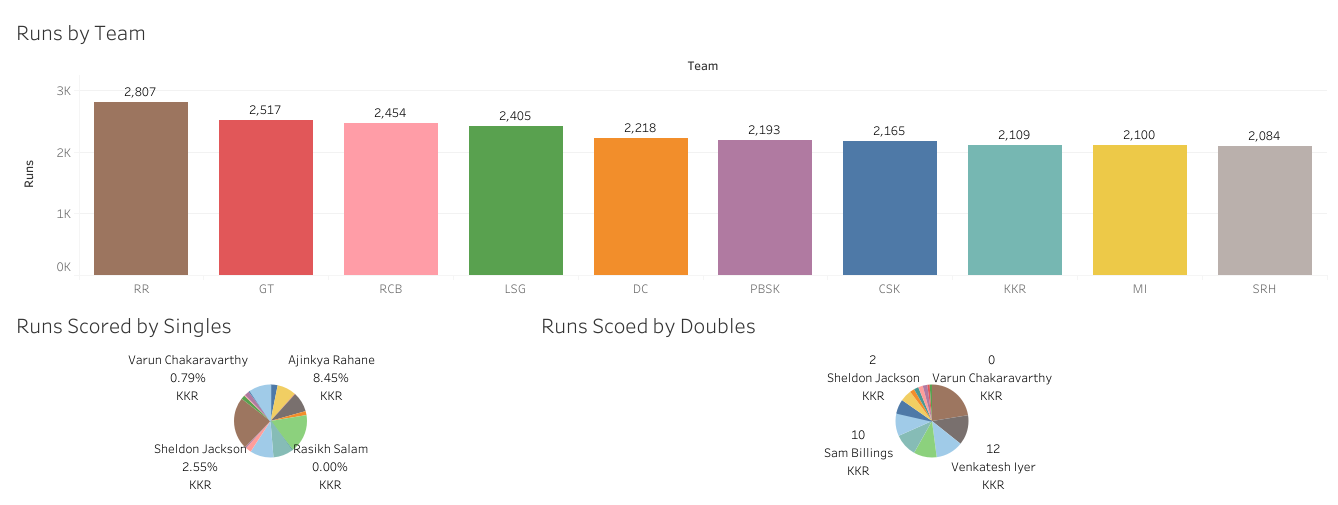 Runs by Team
Team
3K
2K
1K
0K
Runs
2,807
2,517
2,454
2,405
2,218
2,193
2,165
2,109
2,100
2,084
RR
GT
RCB
LSG
DC
PBSK
CSK
KKR
MI
SRH
Runs Scored by Singles
Varun Chakaravarthy
0.79%
KKR
Ajinkya Rahane
8.45%
KKR
Sheldon Jackson
2.55%
KKR
Rasikh Salam
0.00%
KKR
Runs Scoed by Doubles
2
Sheldon Jackson
KKR
0
Varun Chakaravarthy
KKR
10
Sam Billings
KKR
12
Venkatesh Iyer
KKR